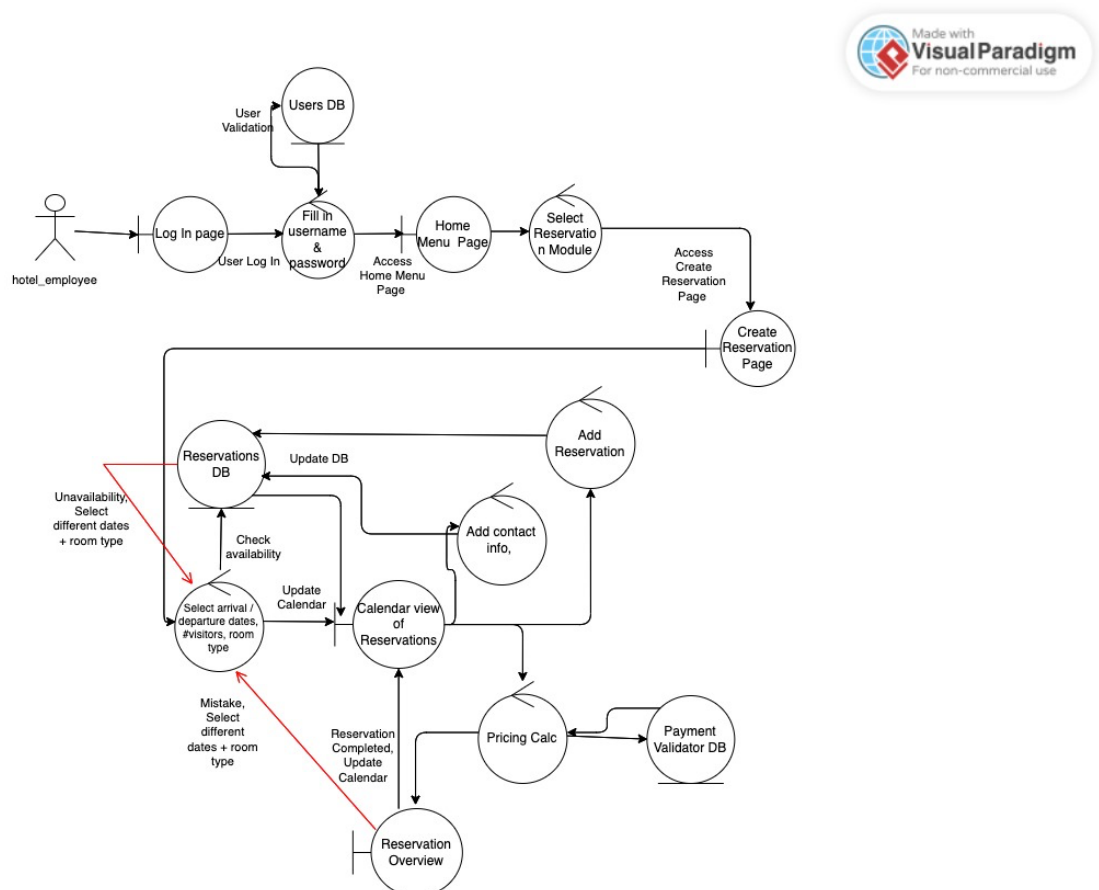 Made with
Visual Paradigm
For non-commercial use
Users DB
User
Validation
Log In page
User Log In
Fill in
username
&
password
Access
Home Menu
Page
Home
Menu Page
Select
Reservatio
n Module
Access
Create
Reservation
Page
hotel_employee
Create
Reservation
Page
Add
Reservation
Reservations
DB
Update DB
Unavailability,
Select
different dates
+ room type
Check
availability
Add contact
info,
Select arrival /
departure dates,
#visitors, room
type
Update
Calendar
Calendar view
of
Reservations
Mistake,
Select
different
dates + room
type
Reservation
Completed,
Update
Calendar
Pricing Calc
Payment
Validator DB
Reservation
Overview